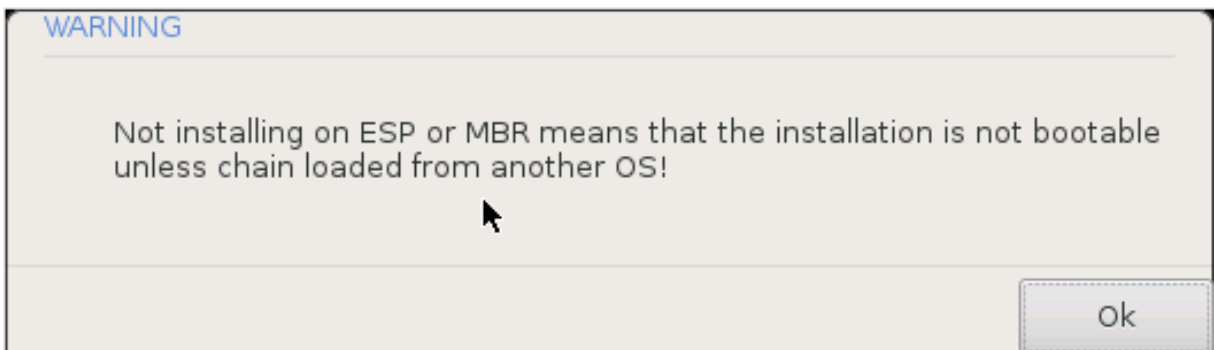 WARNING
Not installing on ESP or MBR means that the installation is not bootable
unless chain loaded from another OS!
Ok